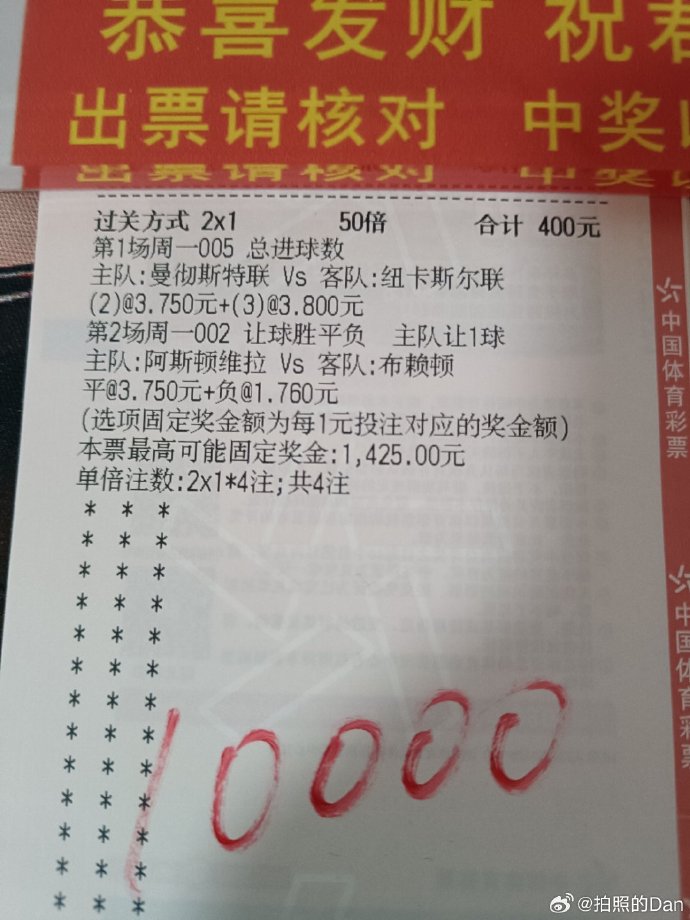 恭喜发财 祝君
出票请核对 中奖
出票请核对 中奖
过关方式 2x1 50倍 合计 400元
第1场周一005 总进球数
主队:曼彻斯特联 Vs 客队:纽卡斯尔联
(2)@3.750元+(3)@3.800元
第2场周一002 让球胜平负 主队让1球
主队:阿斯顿维拉 Vs 客队:布赖顿
平@3.750元+负@1.760元
(选项固定奖金额为每1元投注对应的奖金额)
本票最高可能固定奖金:1,425.00元
单倍注数:2x1*4注;共4注
* * *
* * *
* * *
* * *
* * *
* * *
* * *
* * *
* * *
* * *
* * *
* * *
* * *
10000
中国体育彩票
中国体育彩票
@拍照的Dan